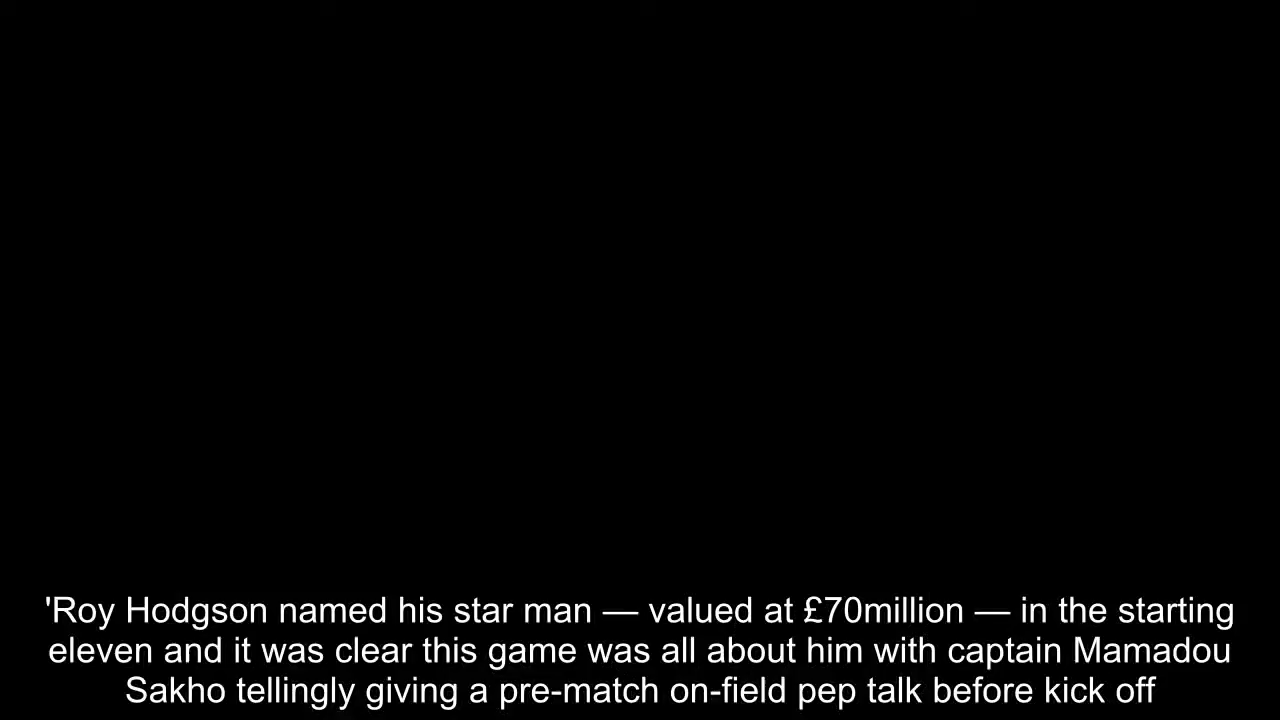 'Roy Hodgson named his star man — valued at £70million — in the starting
eleven and it was clear this game was all about him with captain Mamadou
Sakho tellingly giving a pre-match on-field pep talk before kick off